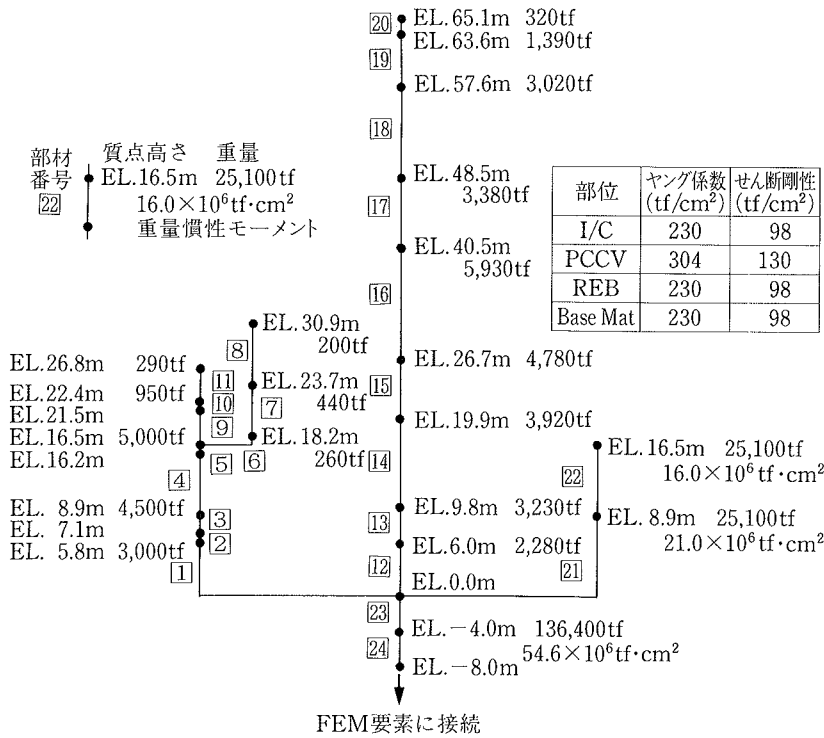 20 EL.65.1m 320tf
EL.63.6m 1,390tf
19
EL.57.6m 3,020tf
18
部材 質点高さ 重量
番号 EL.16.5m 25,100tf
22 16.0×10⁶tf·cm²
重量慣性モーメント
EL.48.5m
3,380tf
17
EL.40.5m
5,930tf
16
部位 ヤング係数 (tf/cm²) せん断剛性 (tf/cm²)
I/C 230 98
PCCV 304 130
REB 230 98
Base Mat 230 98
EL.30.9m
200tf
8
EL.23.7m
440tf
7
EL.18.2m
260tf
6
EL.26.8m 290tf
11
EL.22.4m 950tf
10
EL.21.5m
9
EL.16.5m 5,000tf
5
EL.16.2m
4
EL. 8.9m 4,500tf
3
EL. 7.1m
2
EL. 5.8m 3,000tf
1
EL.26.7m 4,780tf
15
EL.19.9m 3,920tf
14
EL.9.8m 3,230tf
13
EL.6.0m 2,280tf
12
EL.0.0m
EL.16.5m 25,100tf
22 16.0×10⁶tf·cm²
EL.8.9m 25,100tf
21.0×10⁶tf·cm²
21
23
EL.−4.0m 136,400tf
24 54.6×10⁶tf·cm²
EL.−8.0m
FEM要素に接続